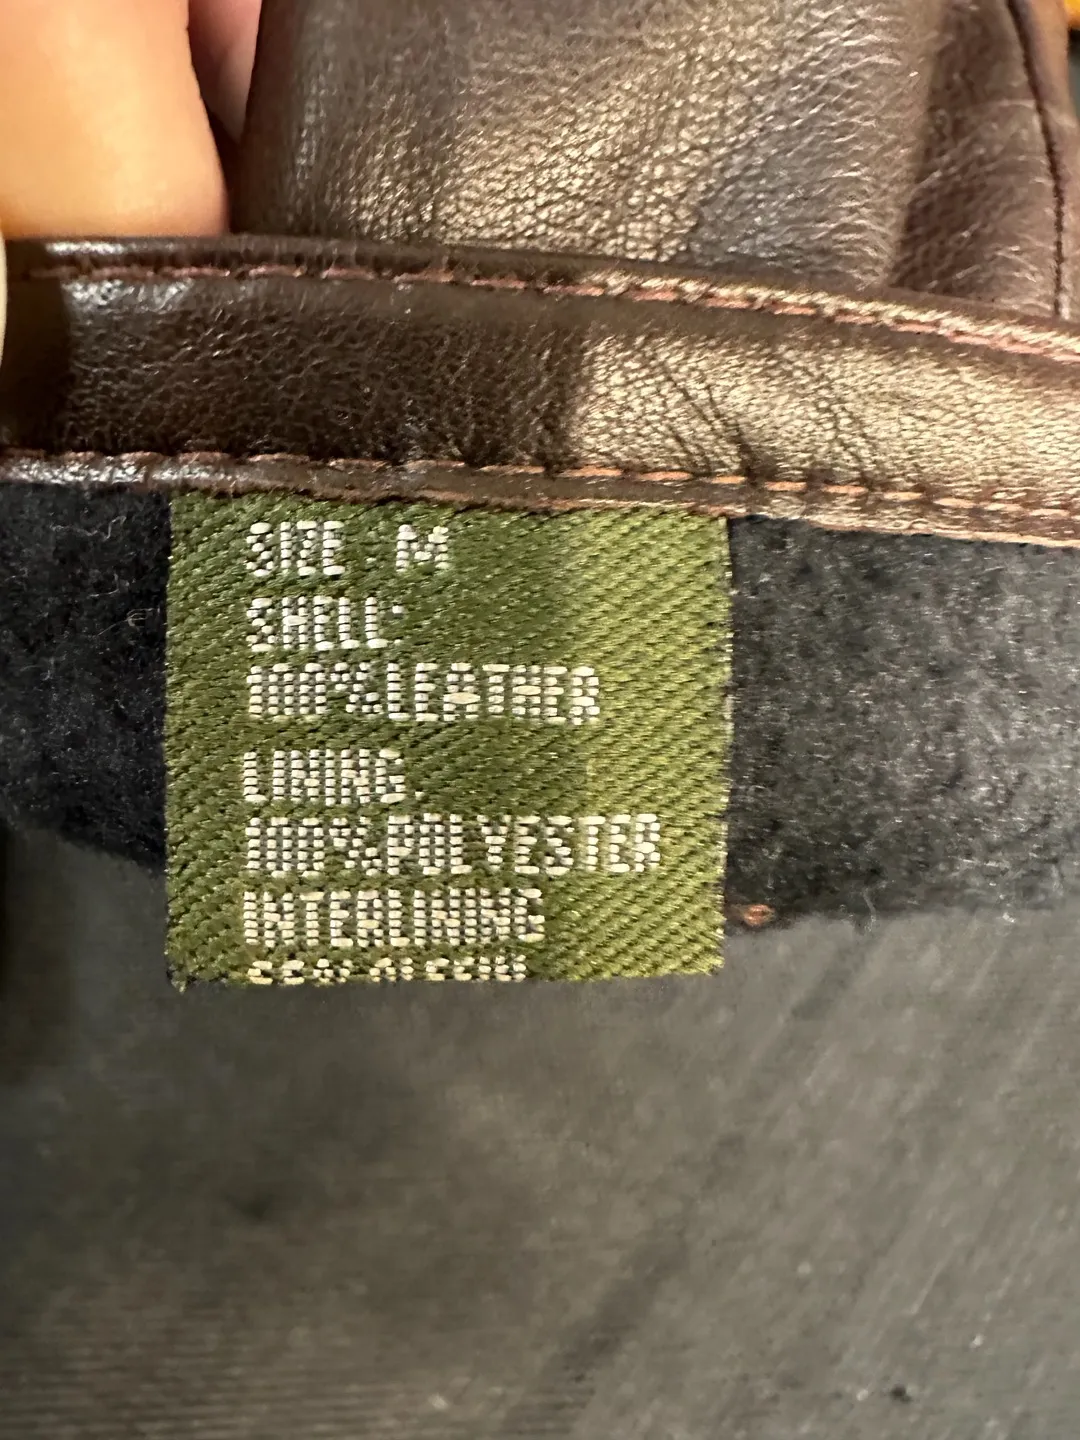 SIZE M
SHELL:
100%LEATHER
LINING.
100%POLYESTER
INTERLINING